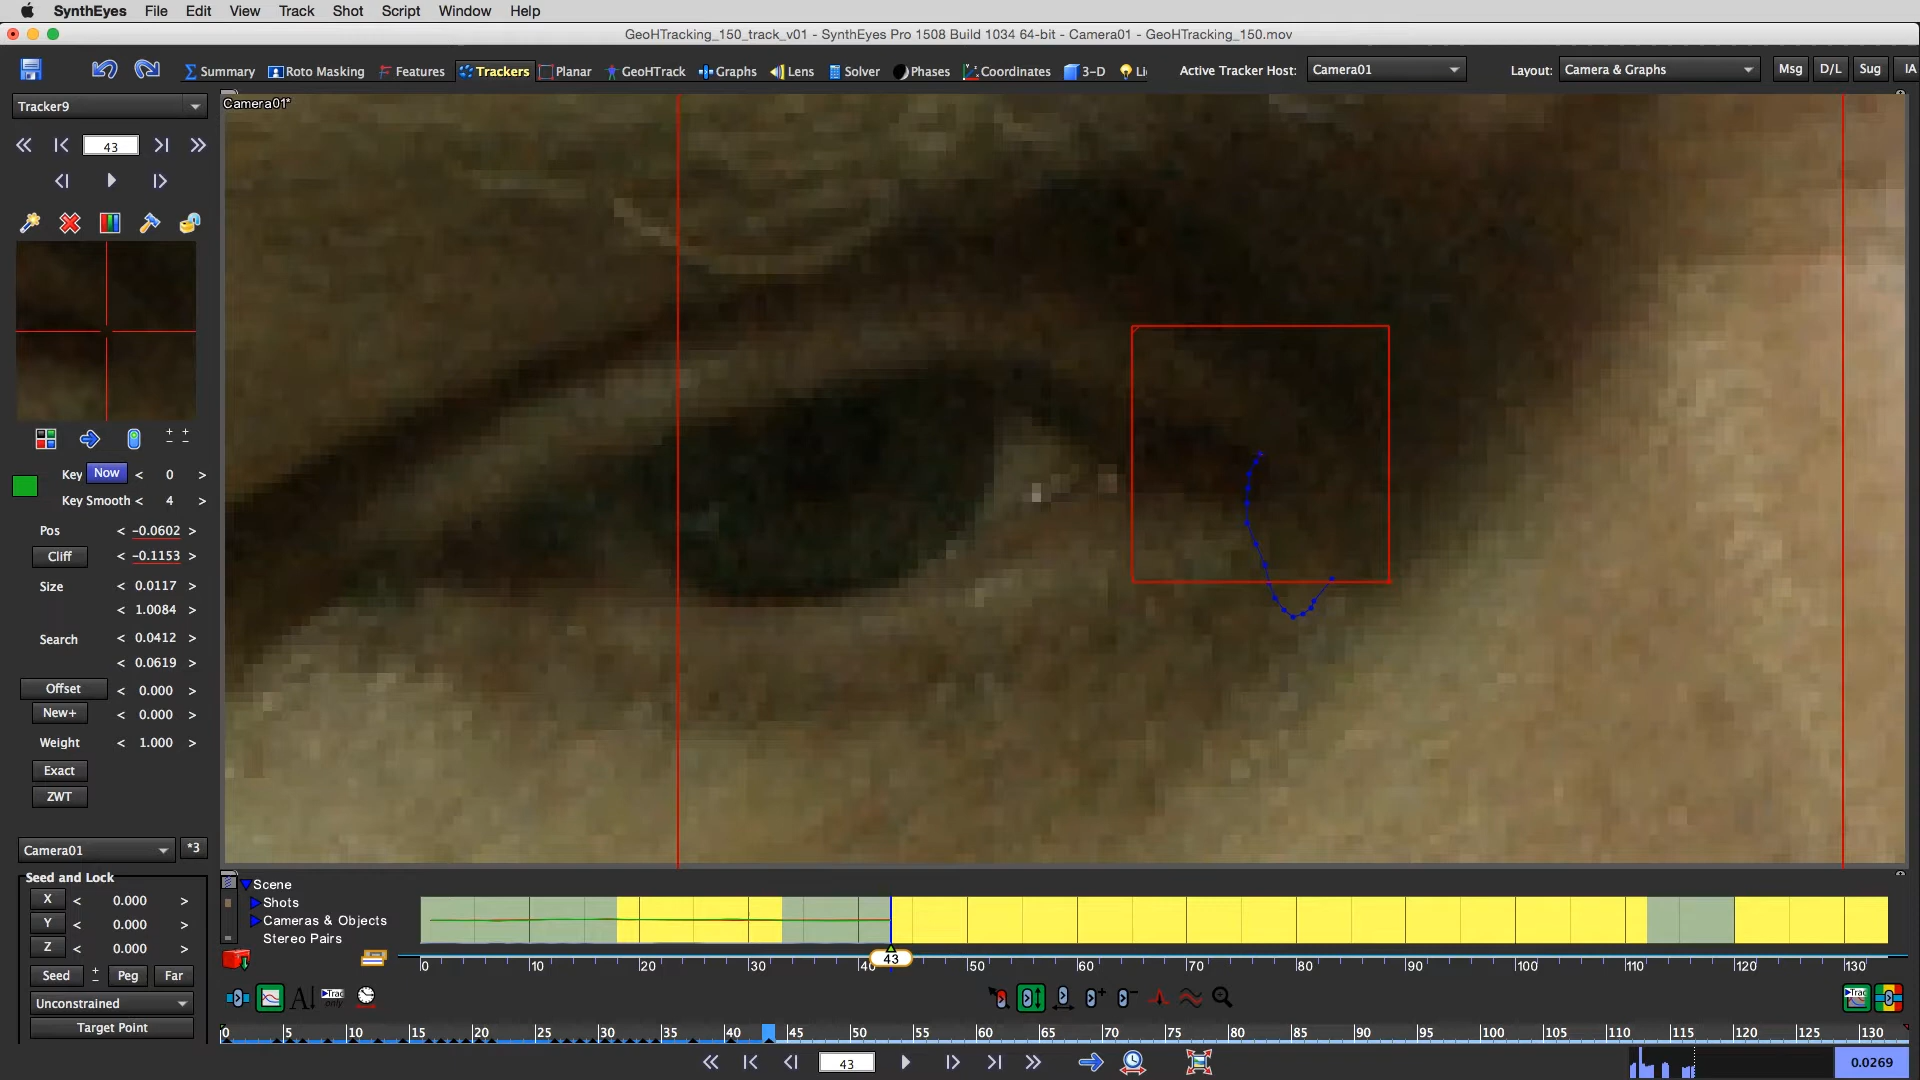 SynthEyes File Edit View Track Shot Script Window Help
GeoHTracking_150_track_v01 - SynthEyes Pro 1508 Build 1034 64-bit - Camera01 - GeoHTracking_150.mov
Summary Roto Masking Features Trackers Planar GeoHTrack Graphs Lens Solver Phases Coordinates 3-D Li Active Tracker Host: Camera01 Layout: Camera & Graphs Msg D/L Sug IA
Tracker9
Camera01*
43
Key Now < 0 >
Key Smooth < 4 >
Pos < -0.0602 >
Cliff < -0.1153 >
Size < 0.0117 >
< 1.0084 >
Search < 0.0412 >
< 0.0619 >
Offset < 0.000 >
New+ < 0.000 >
Weight < 1.000 >
Exact
ZWT
Camera01 *3
Seed and Lock
X < 0.000 >
Y < 0.000 >
Z < 0.000 >
Seed Peg Far
Unconstrained
Target Point
Scene
Shots
Cameras & Objects
Stereo Pairs
0 10 20 30 40 43 50 60 70 80 90 100 110 120 130
0 5 10 15 20 25 30 35 40 45 50 55 60 65 70 75 80 85 90 95 100 105 110 115 120 125 130
43
0.0269